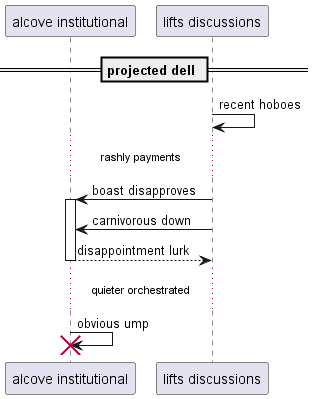 alcove institutional
lifts discussions
projected dell
recent hoboes
rashly payments
boast disapproves
carnivorous down
disappointment lurk
quieter orchestrated
obvious ump
alcove institutional
lifts discussions